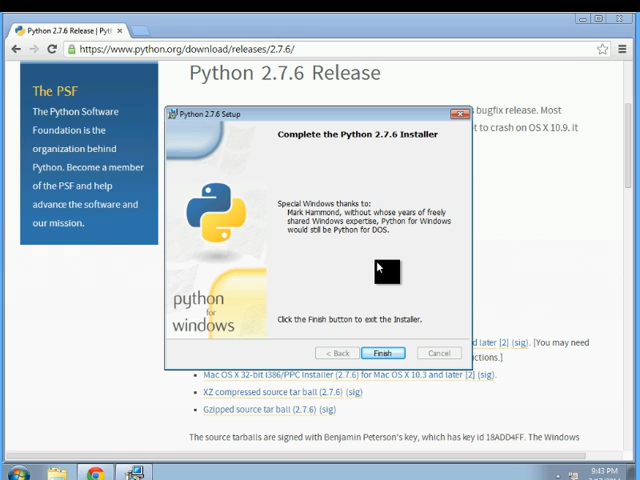 Python 2.7.6 Release | Pyt
https://www.python.org/download/releases/2.7.6/
Python 2.7.6 Release
The PSF
The Python Software
Foundation is the
organization behind
Python. Become a member
of the PSF and help
advance the software and
our mission.
bugfix release. Most
to crash on OS X 10.9. It
Python 2.7.6 Setup
Complete the Python 2.7.6 Installer
Special Windows thanks to:
Mark Hammond, without whose years of freely
shared Windows expertise, Python for Windows
would still be Python for DOS.
python
for
windows
Click the Finish button to exit the Installer.
< Back
Finish
Cancel
later [2] (sig). [You may need
ctions.]
Mac OS X 32-bit i386/PPC Installer (2.7.6) for Mac OS X 10.3 and later [2] (sig).
XZ compressed source tar ball (2.7.6) (sig)
Gzipped source tar ball (2.7.6) (sig)
The source tarballs are signed with Benjamin Peterson's key, which has key id 18ADD4FF. The Windows
9:43 PM